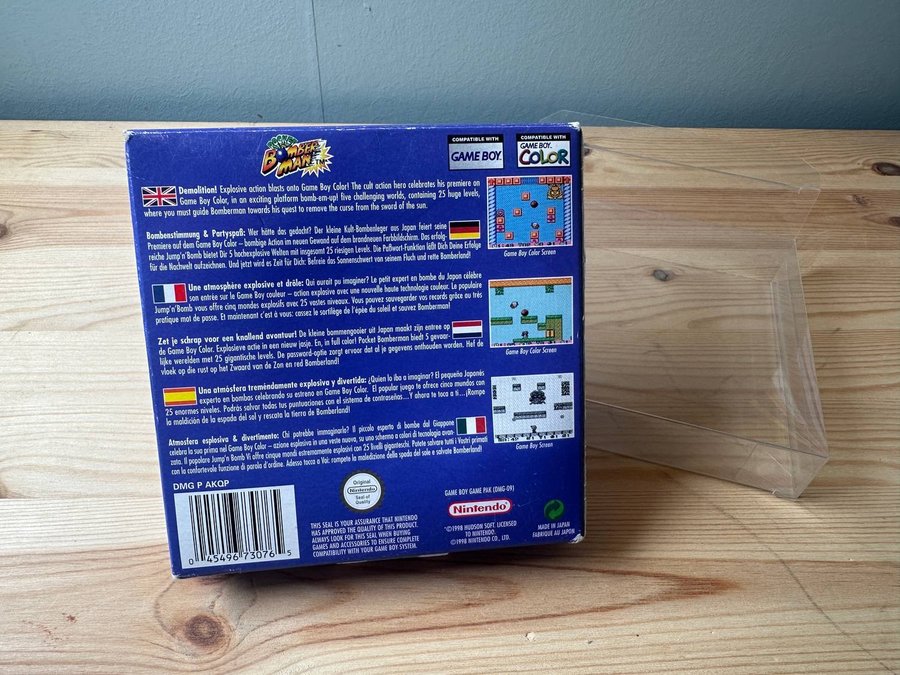 POCKET
BOMBER
MAN
COMPATIBLE WITH
GAME BOY.
COMPATIBLE WITH
GAME BOY.
COLOR
Demolition! Explosive action blasts onto Game Boy Color! The cult action hero celebrates his premiere on
Game Boy Color, in an exciting platform bomb-em-up! five challenging worlds, containing 25 huge levels,
where you must guide Bomberman towards his quest to remove the curse from the sword of the sun.
Game Boy Color Screen
Bombenstimmung & Partyspaß: Wer hätte das gedacht? Der kleine Kult-Bombenleger aus Japan feiert seine
Premiere auf dem Game Boy Color – bombige Action im neuen Gewand auf dem brandneuen Farbbildschirm. Das erfolg-
reiche Jump'n'Bomb bietet Dir 5 hochexplosive Welten mit insgesamt 25 riesigen Levels. Die Paßwort-Funktion läßt Dich Deine Erfolge
für die Nachwelt aufzeichnen. Und jetzt wird es Zeit für Dich: Befreie das Sonnenschwert von seinem Fluch und rette Bomberland!
Une atmosphère explosive et drôle: Qui aurait pu imaginer? Le petit expert en bombe du Japon célèbre
son entrée sur le Game Boy couleur – action explosive avec une nouvelle haute technologie couleur. Le populaire
Jump'n'Bomb vous offre cinq mondes explosifs avec 25 vastes niveaux. Vous pouvez sauvegarder vos records grâce au très
pratique mot de passe. Et maintenant c'est à vous: cassez le sortilège de l'épée du soleil et sauvez Bomberman!
Game Boy Color Screen
Zet je schrap voor een knallend avontuur! De kleine bommengooier uit Japan maakt zijn entree op
de Game Boy Color. Explosieve actie in een nieuw jasje. En, in full color! Pocket Bomberman biedt 5 gevaar-
lijke werelden met 25 gigantische levels. De password-optie zorgt ervoor dat al je gegevens onthouden worden. Hef de
vloek op die rust op het Zwaard van de Zon en red Bomberland!
Una atmósfera tremèndamente explosiva y divertida: ¿Quien lo iba a imaginar? El pequeño Japonés
experto en bombas celebrando su estreno en Game Boy Color. El popular juego te ofrece cinco mundos con
25 enormes niveles. Podrás salvar todas tus puntuaciones con el sistema de contraseñas...Y ahora te toca a ti...¡Rompe
la maldición de la espada del sol y rescata la tierra de Bomberland!
Game Boy Screen
Atmosfera esplosiva & divertimento: Chi potrebbe immaginarlo? Il piccolo esperto di bombe dal Giappone
celebra la sua prima nel Game Boy Color – azione esplosiva in una veste nuova, su uno schermo a colori di tecnologia avan-
zata. Il popolare Jump'n Bomb Vi offre cinque mondi estremamente esplosivi con 25 livelli giganteschi. Potete salvare tutti i Vostri primati
con la confortevole funzione di parola d'ordine. Adesso tocca a Voi: rompete la maledizione della spada del sole e salvate Bomberland!
DMG P AKQP
0 45496 73076 5
Original
Nintendo
Seal of
Quality
THIS SEAL IS YOUR ASSURANCE THAT NINTENDO
HAS APPROVED THE QUALITY OF THIS PRODUCT.
ALWAYS LOOK FOR THIS SEAL WHEN BUYING
GAMES AND ACCESSORIES TO ENSURE COMPLETE
COMPATIBILITY WITH YOUR GAME BOY SYSTEM.
GAME BOY GAME PAK (DMG-09)
Nintendo
©1998 HUDSON SOFT. LICENSED
TO NINTENDO.
©1998 NINTENDO CO., LTD.
MADE IN JAPAN
FABRIQUE AU JAPON